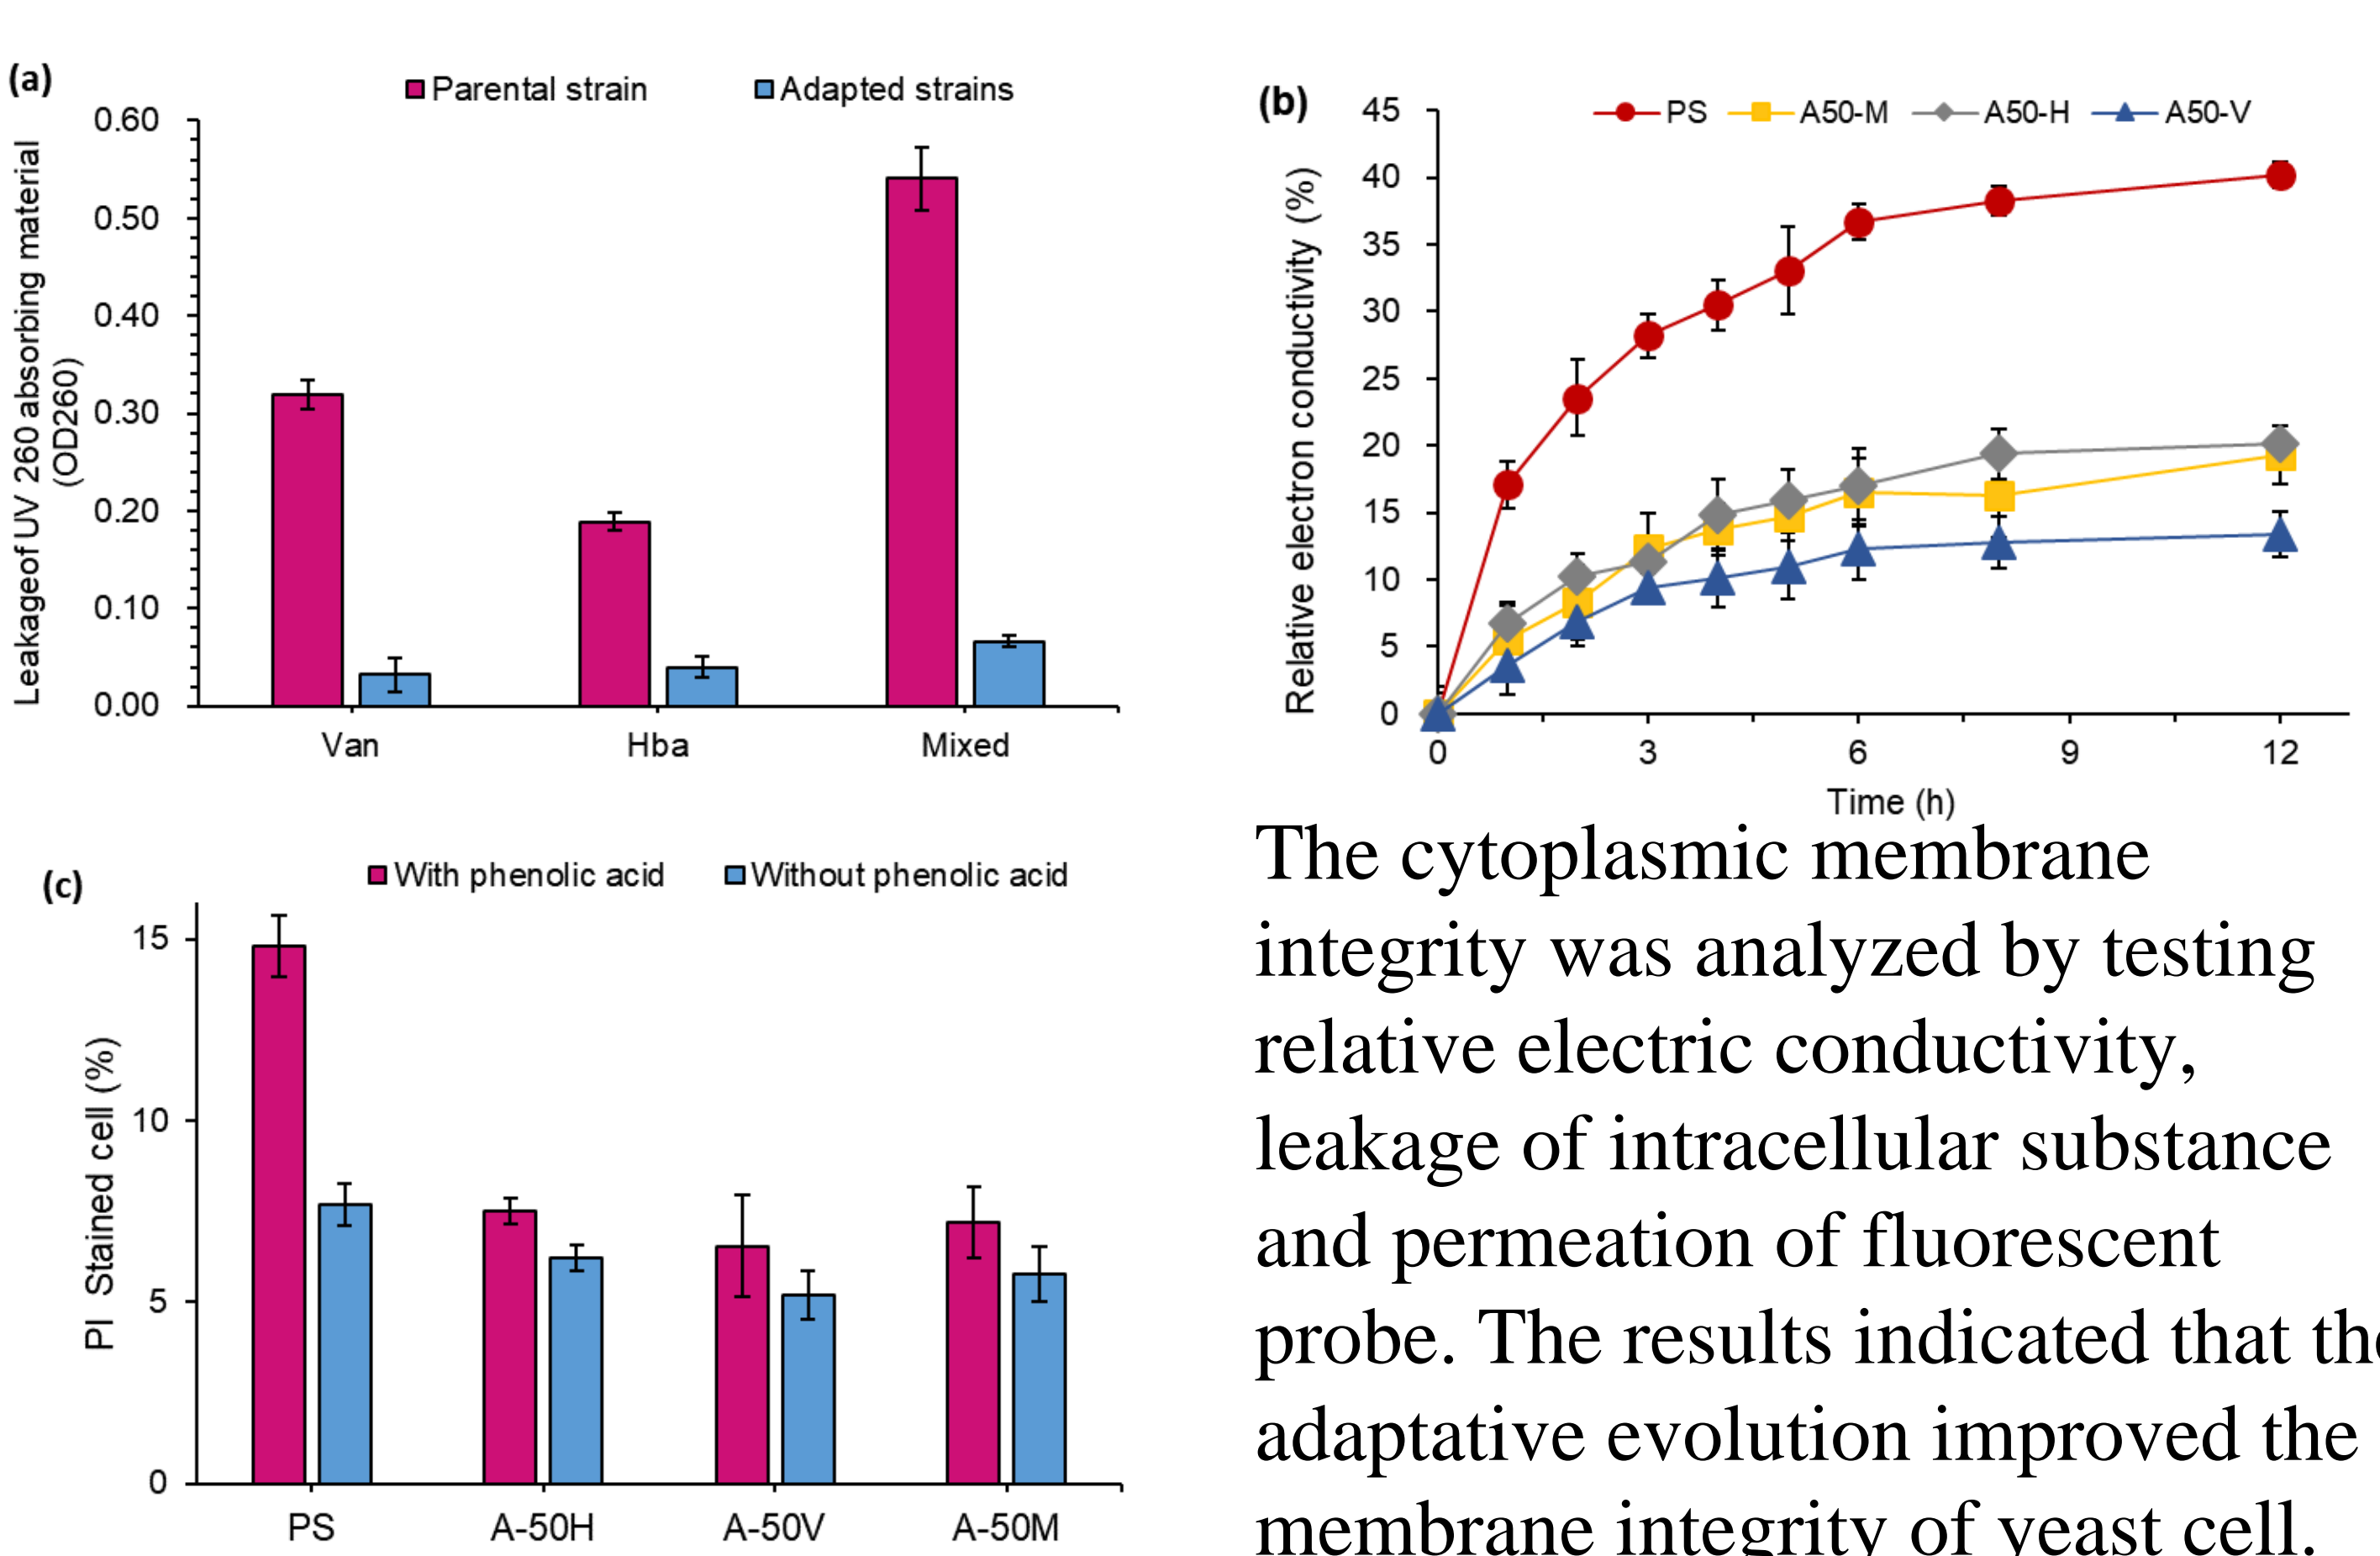 (a)
Parental strain
Adapted strains
Leakageof UV 260 absorbing material
(OD260)
0.60
0.50
0.40
0.30
0.20
0.10
0.00
Van
Hba
Mixed
(b)
PS
A50-M
A50-H
A50-V
Relative electron conductivity (%)
45
40
35
30
25
20
15
10
5
0
0
3
6
9
12
Time (h)
(c)
With phenolic acid
Without phenolic acid
PI Stained cell (%)
15
10
5
0
PS
A-50H
A-50V
A-50M
The cytoplasmic membrane
integrity was analyzed by testing
relative electric conductivity,
leakage of intracellular substance
and permeation of fluorescent
probe. The results indicated that the
adaptative evolution improved the
membrane integrity of yeast cell.